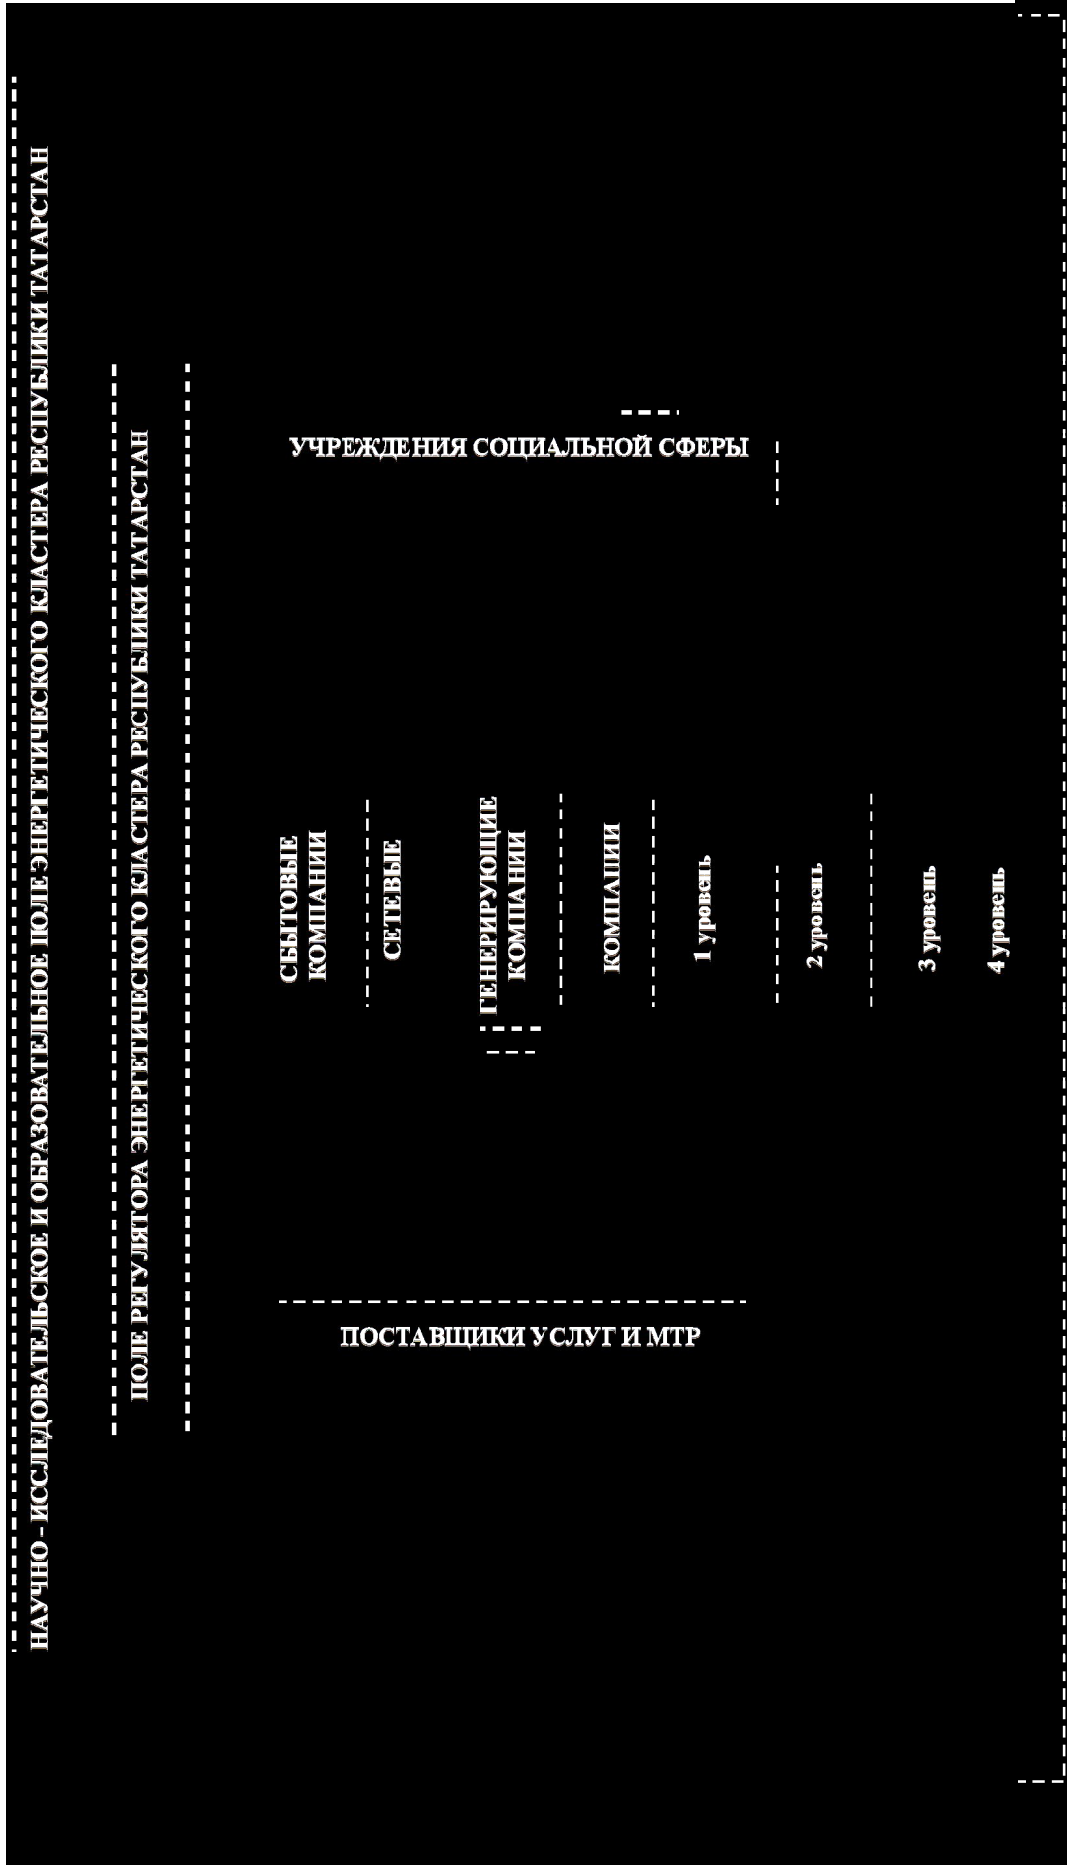 НАУЧНО - ИССЛЕДОВАТЕЛЬСКОЕ И ОБРАЗОВАТЕЛЬНОЕ ПОЛЕ ЭНЕРГЕТИЧЕСКОГО КЛАСТЕРА РЕСПУБЛИКИ ТАТАРСТАН
ПОЛЕ РЕГУЛЯТОРА ЭНЕРГЕТИЧЕСКОГО КЛАСТЕРА РЕСПУБЛИКИ ТАТАРСТАН
УЧРЕЖДЕНИЯ СОЦИАЛЬНОЙ СФЕРЫ
СБЫТОВЫЕ
КОМПАНИИ
СЕТЕВЫЕ
ГЕНЕРИРУЮЩИЕ
КОМПАНИИ
КОМПАНИИ
1 уровень
2 уровень
3 уровень
4 уровень
ПОСТАВЩИКИ УСЛУГ И МТР